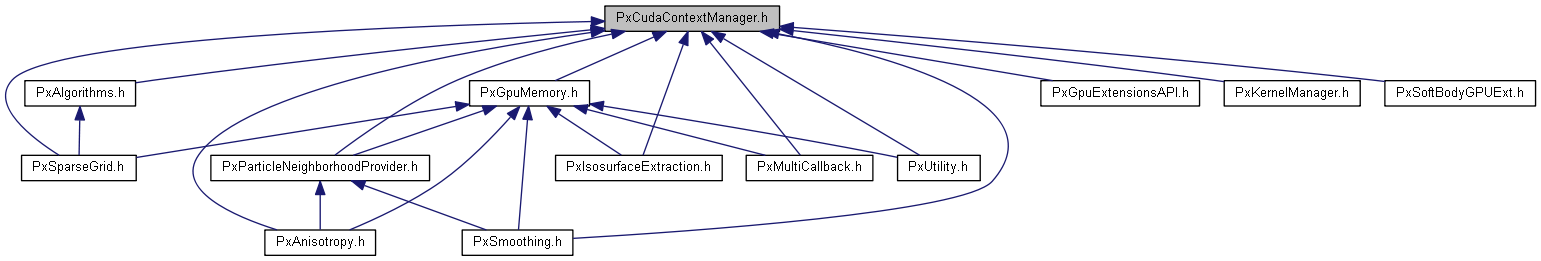 PxCudaContextManager.h
PxAlgorithms.h
PxGpuMemory.h
PxGpuExtensionsAPI.h
PxKernelManager.h
PxSoftBodyGPUExt.h
PxSparseGrid.h
PxParticleNeighborhoodProvider.h
PxIsosurfaceExtraction.h
PxMultiCallback.h
PxUtility.h
PxAnisotropy.h
PxSmoothing.h